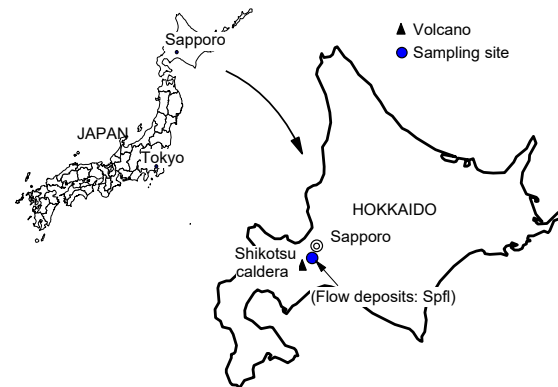 Sapporo
JAPAN
Tokyo
Volcano
Sampling site
HOKKAIDO
Sapporo
Shikotsu
caldera
(Flow deposits: Spfl)